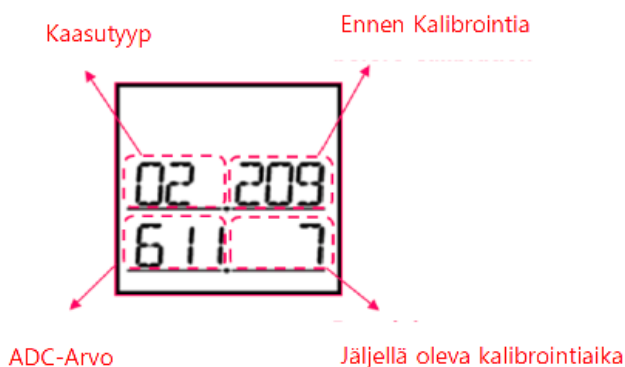 Kaasutyyp
Ennen Kalibrointia
02 209
611 7
ADC-Arvo
Jäljellä oleva kalibrointiaika